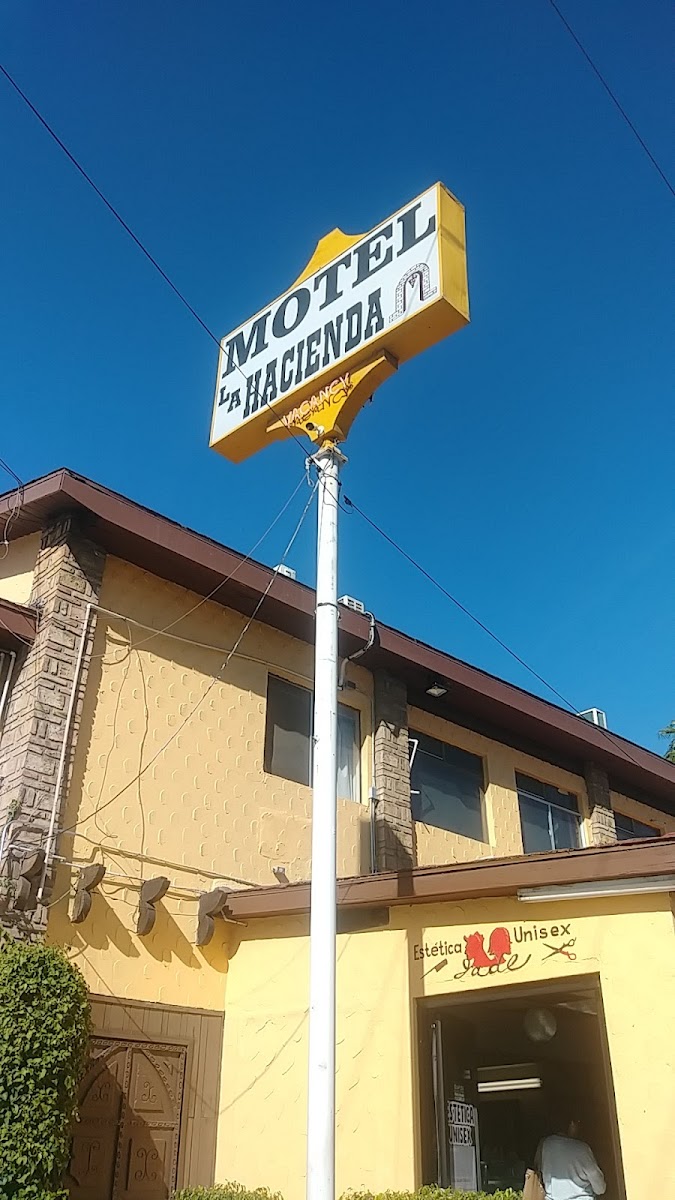 MOTEL
LA HACIENDA
VACANCY
Estética Unisex
Jade
ESTETICA
UNISEX